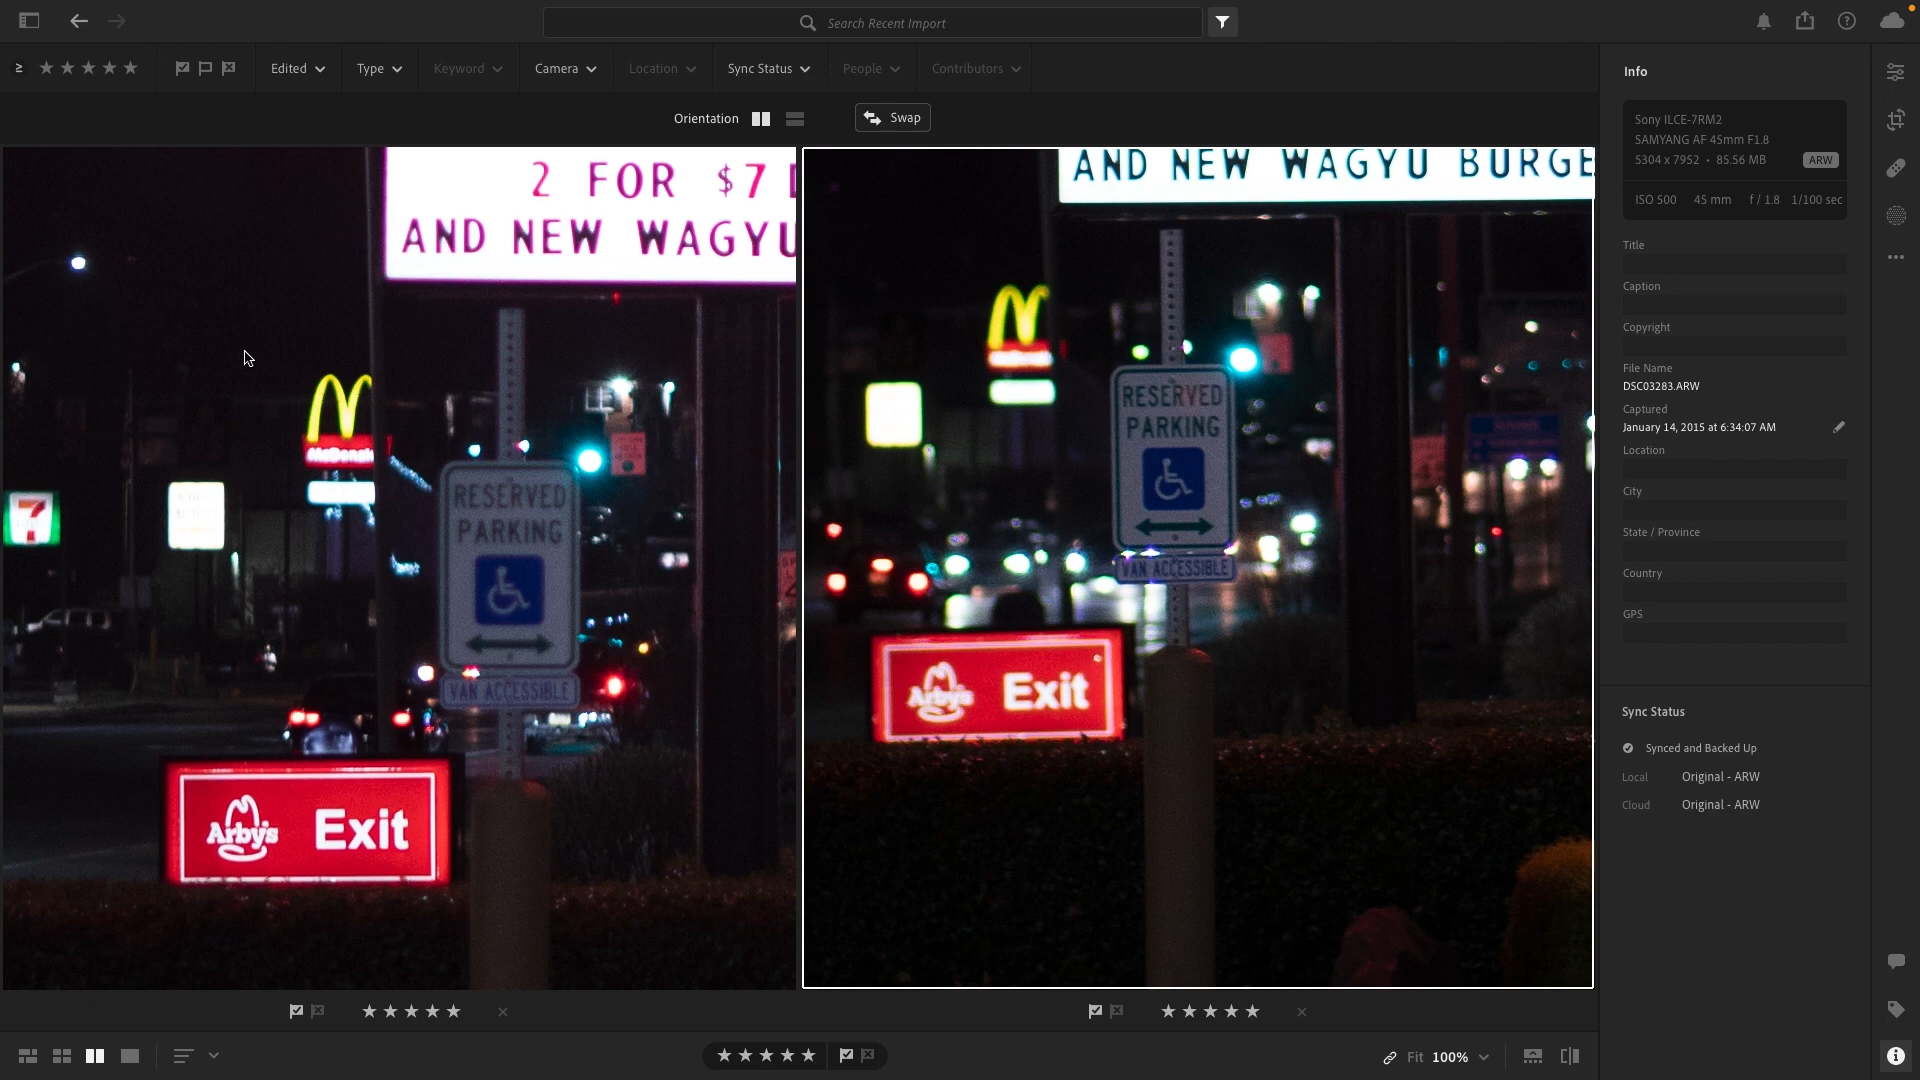 Search Recent Import
≥
Edited
Type
Keyword
Camera
Location
Sync Status
People
Contributors
Orientation
Swap
2 FOR $7
AND NEW WAGYU
McDonald
7
RESERVED
PARKING
VAN ACCESSIBLE
Arby's Exit
AND NEW WAGYU BURGE
RESERVED
PARKING
VAN ACCESSIBLE
Arby's Exit
Fit 100%
Info
Sony ILCE-7RM2
SAMYANG AF 45mm F1.8
5304 x 7952 • 85.56 MB ARW
ISO 500 45 mm f / 1.8 1/100 sec
Title
Caption
Copyright
File Name
DSC03283.ARW
Captured
January 14, 2015 at 6:34:07 AM
Location
City
State / Province
Country
GPS
Sync Status
Synced and Backed Up
Local Original - ARW
Cloud Original - ARW